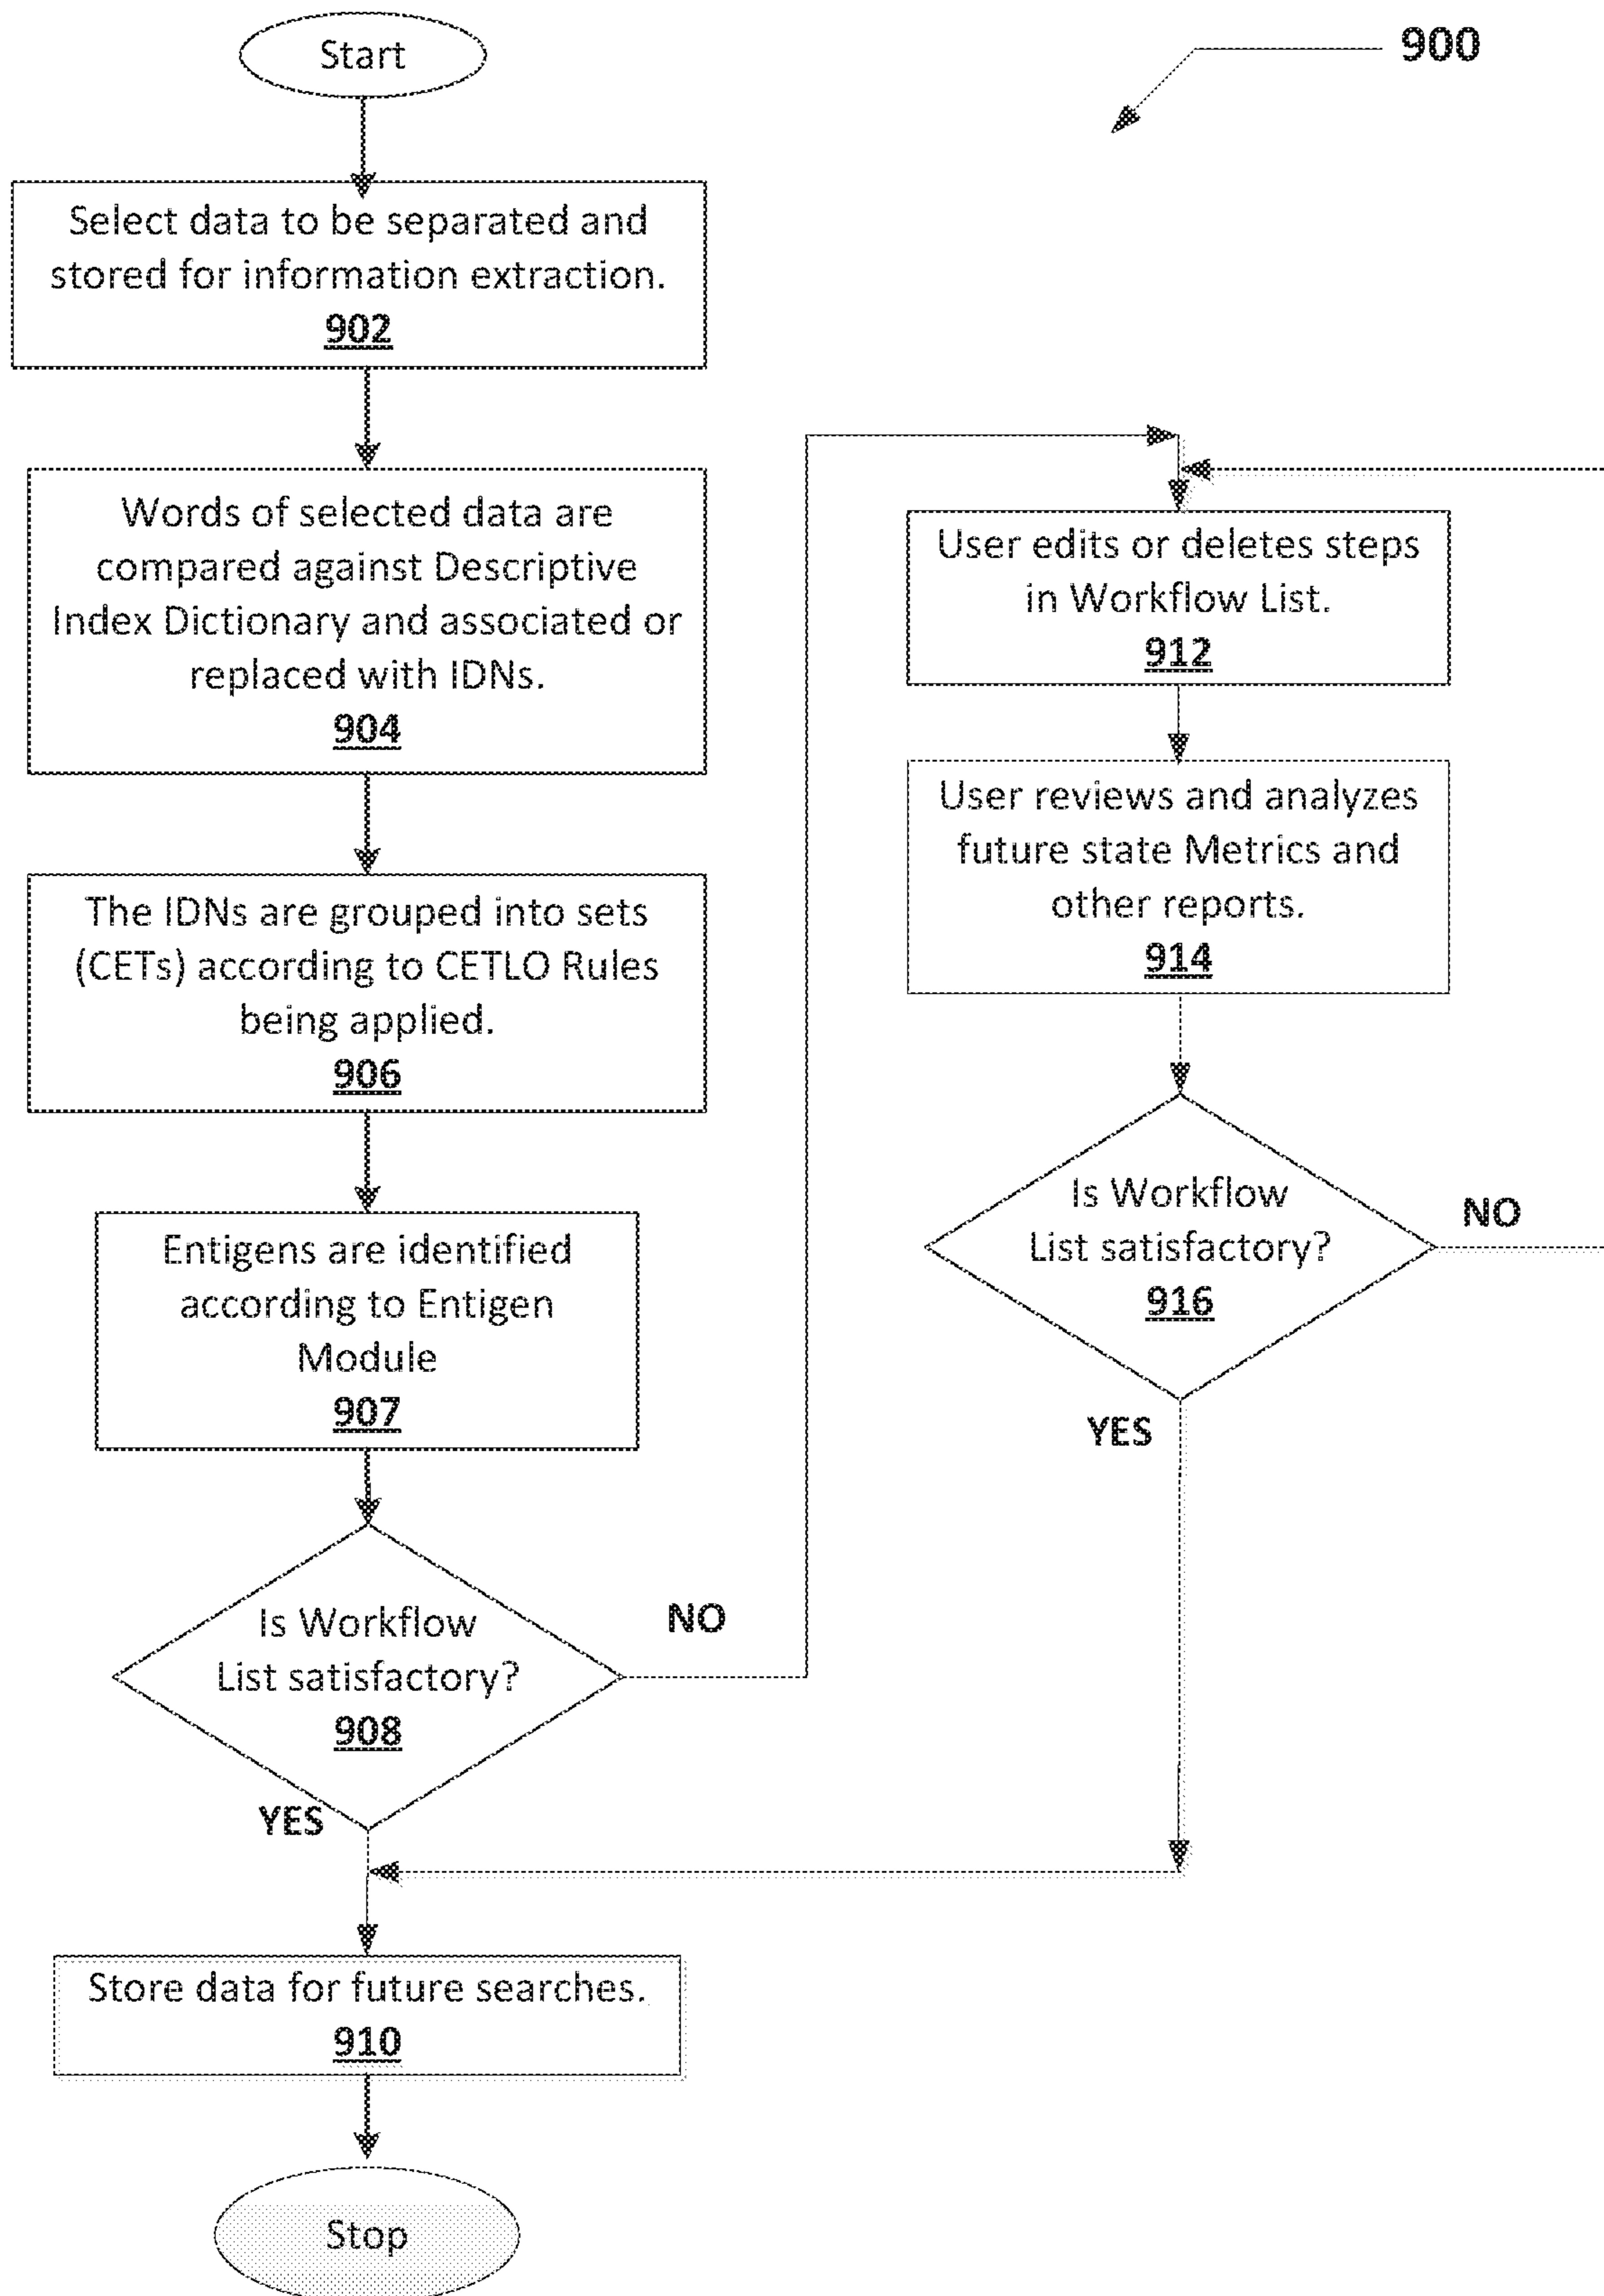 Start
900
Select data to be separated and
stored for information extraction.
902
Words of selected data are
compared against Descriptive
Index Dictionary and associated or
replaced with IDNs.
904
The IDNs are grouped into sets
(CETs) according to CETLO Rules
being applied.
906
Entigens are identified
according to Entigen
Module
907
Is Workflow
List satisfactory?
908
NO
YES
Store data for future searches.
910
Stop
User edits or deletes steps
in Workflow List.
912
User reviews and analyzes
future state Metrics and
other reports.
914
Is Workflow
List satisfactory?
916
NO
YES